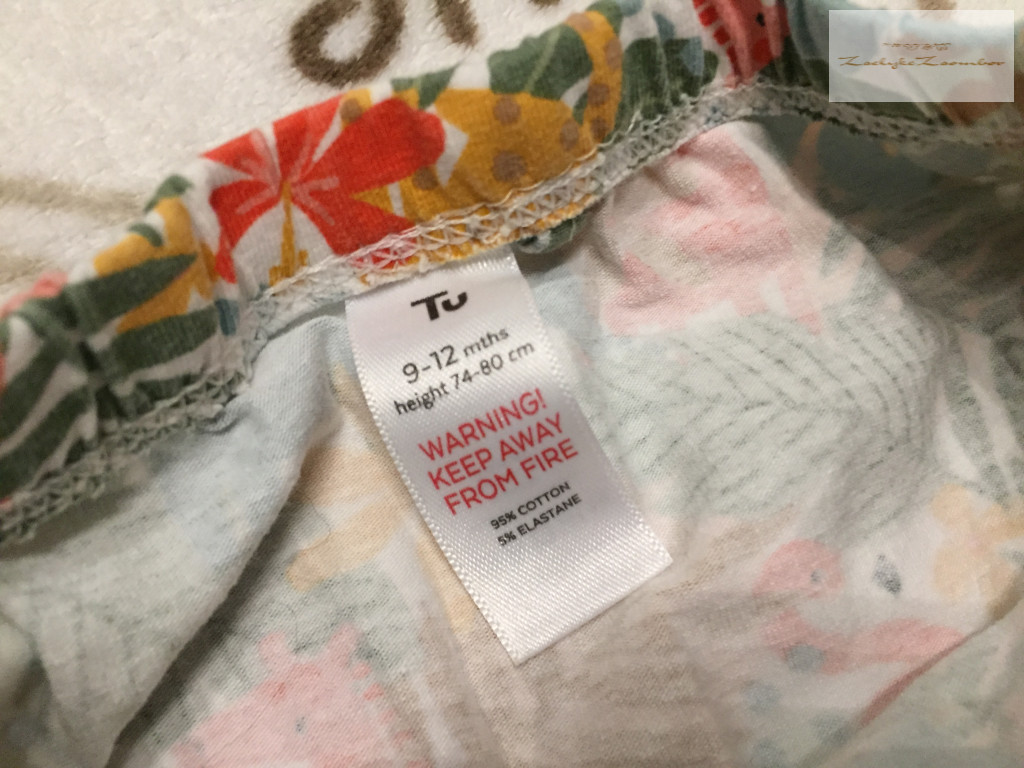 Tu
9-12 mths
height 74-80 cm
WARNING!
KEEP AWAY
FROM FIRE
95% COTTON
5% ELASTANE